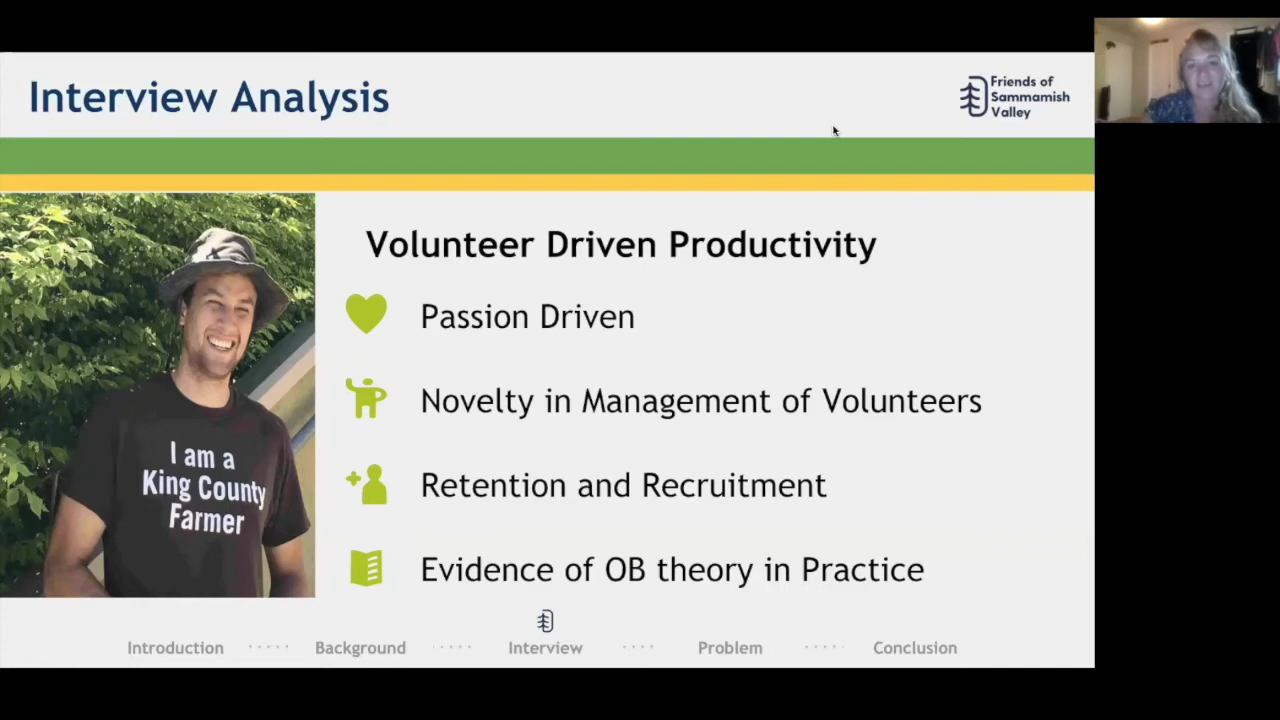 Interview Analysis
Friends of
Sammamish
Valley
Volunteer Driven Productivity
Passion Driven
Novelty in Management of Volunteers
Retention and Recruitment
Evidence of OB theory in Practice
I am a
King County
Farmer
Introduction
Background
Interview
Problem
Conclusion